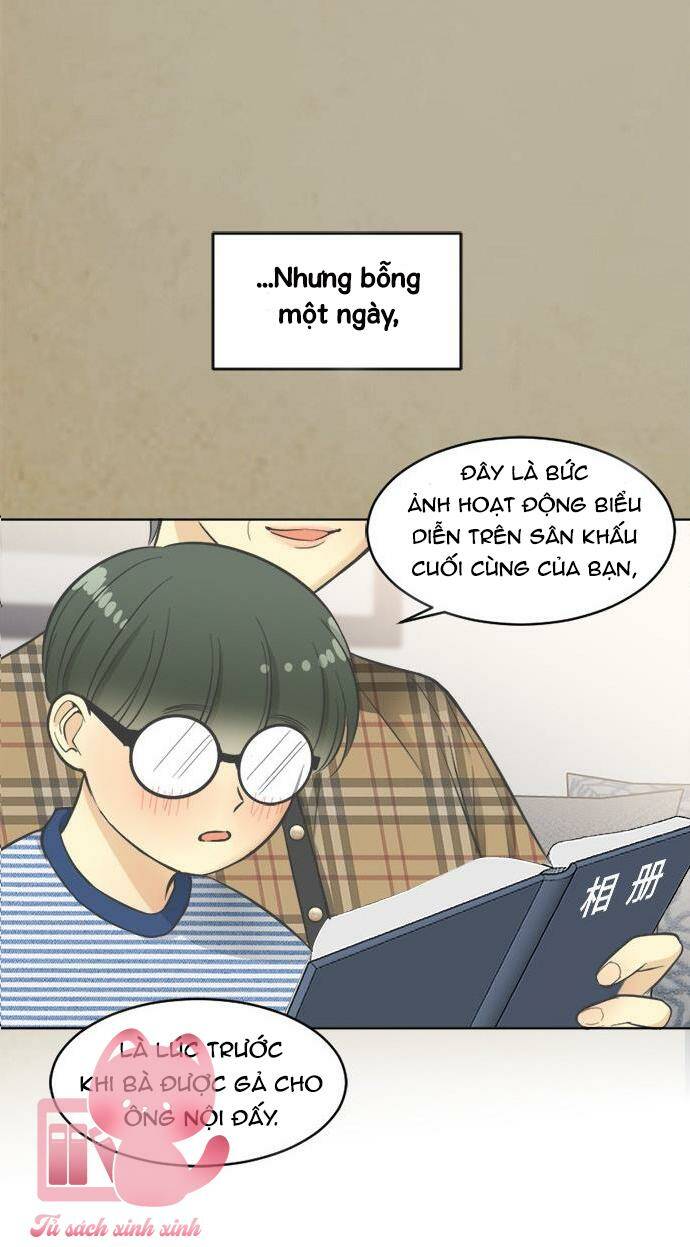 ...Nhưng bỗng
một ngày,
ĐÂY LÀ BỨC
ẢNH HOẠT ĐỘNG BIỂU
DIỄN TRÊN SÂN KHẤU
CUỐI CÙNG CỦA BẠN,
相册
LÀ LÚC TRƯỚC
KHI BÀ ĐƯỢC GẢ CHO
ÔNG NỘI ĐẤY.
Tủ sách xinh xinh